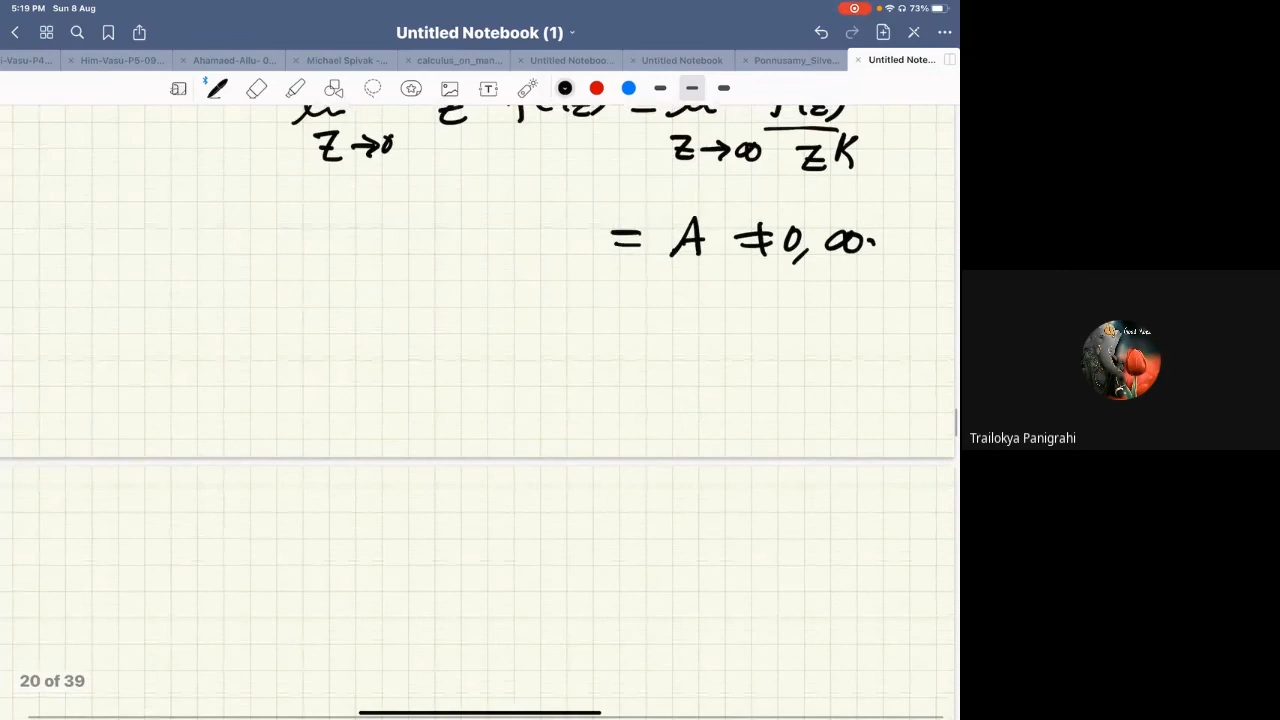 5:19 PM Sun 8 Aug
73%
Untitled Notebook (1)
i-Vasu-P4...
Him-Vasu-P5-09...
Ahamaed-Allu- 0...
Michael Spivak -...
calculus_on_man...
Untitled Noteboo...
Untitled Notebook
Ponnusamy_Silve...
Untitled Note...
Z→0
Z→∞ Z^K
= A ≠ 0, ∞.
Trailokya Panigrahi
20 of 39